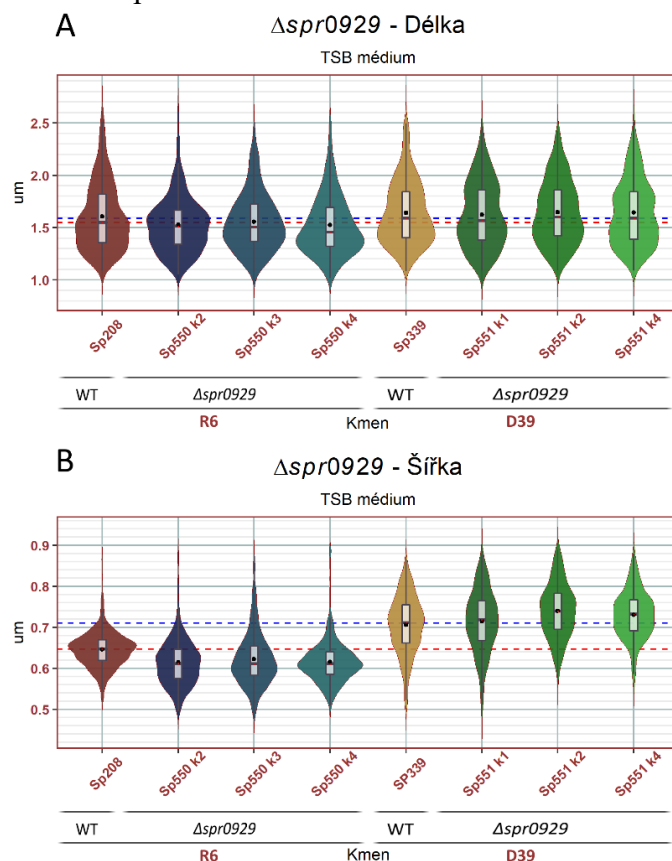 A
Δspr0929 - Délka
TSB médium
um
2.5
2.0
1.5
1.0
Sp208 Sp550 k2 Sp550 k3 Sp550 k4 Sp339 Sp551 k1 Sp551 k2 Sp551 k4
WT Δspr0929 WT Δspr0929
R6 Kmen D39
B
Δspr0929 - Šířka
TSB médium
um
0.9
0.8
0.7
0.6
0.5
Sp208 Sp550 k2 Sp550 k3 Sp550 k4 SP339 Sp551 k1 Sp551 k2 Sp551 k4
WT Δspr0929 WT Δspr0929
R6 Kmen D39